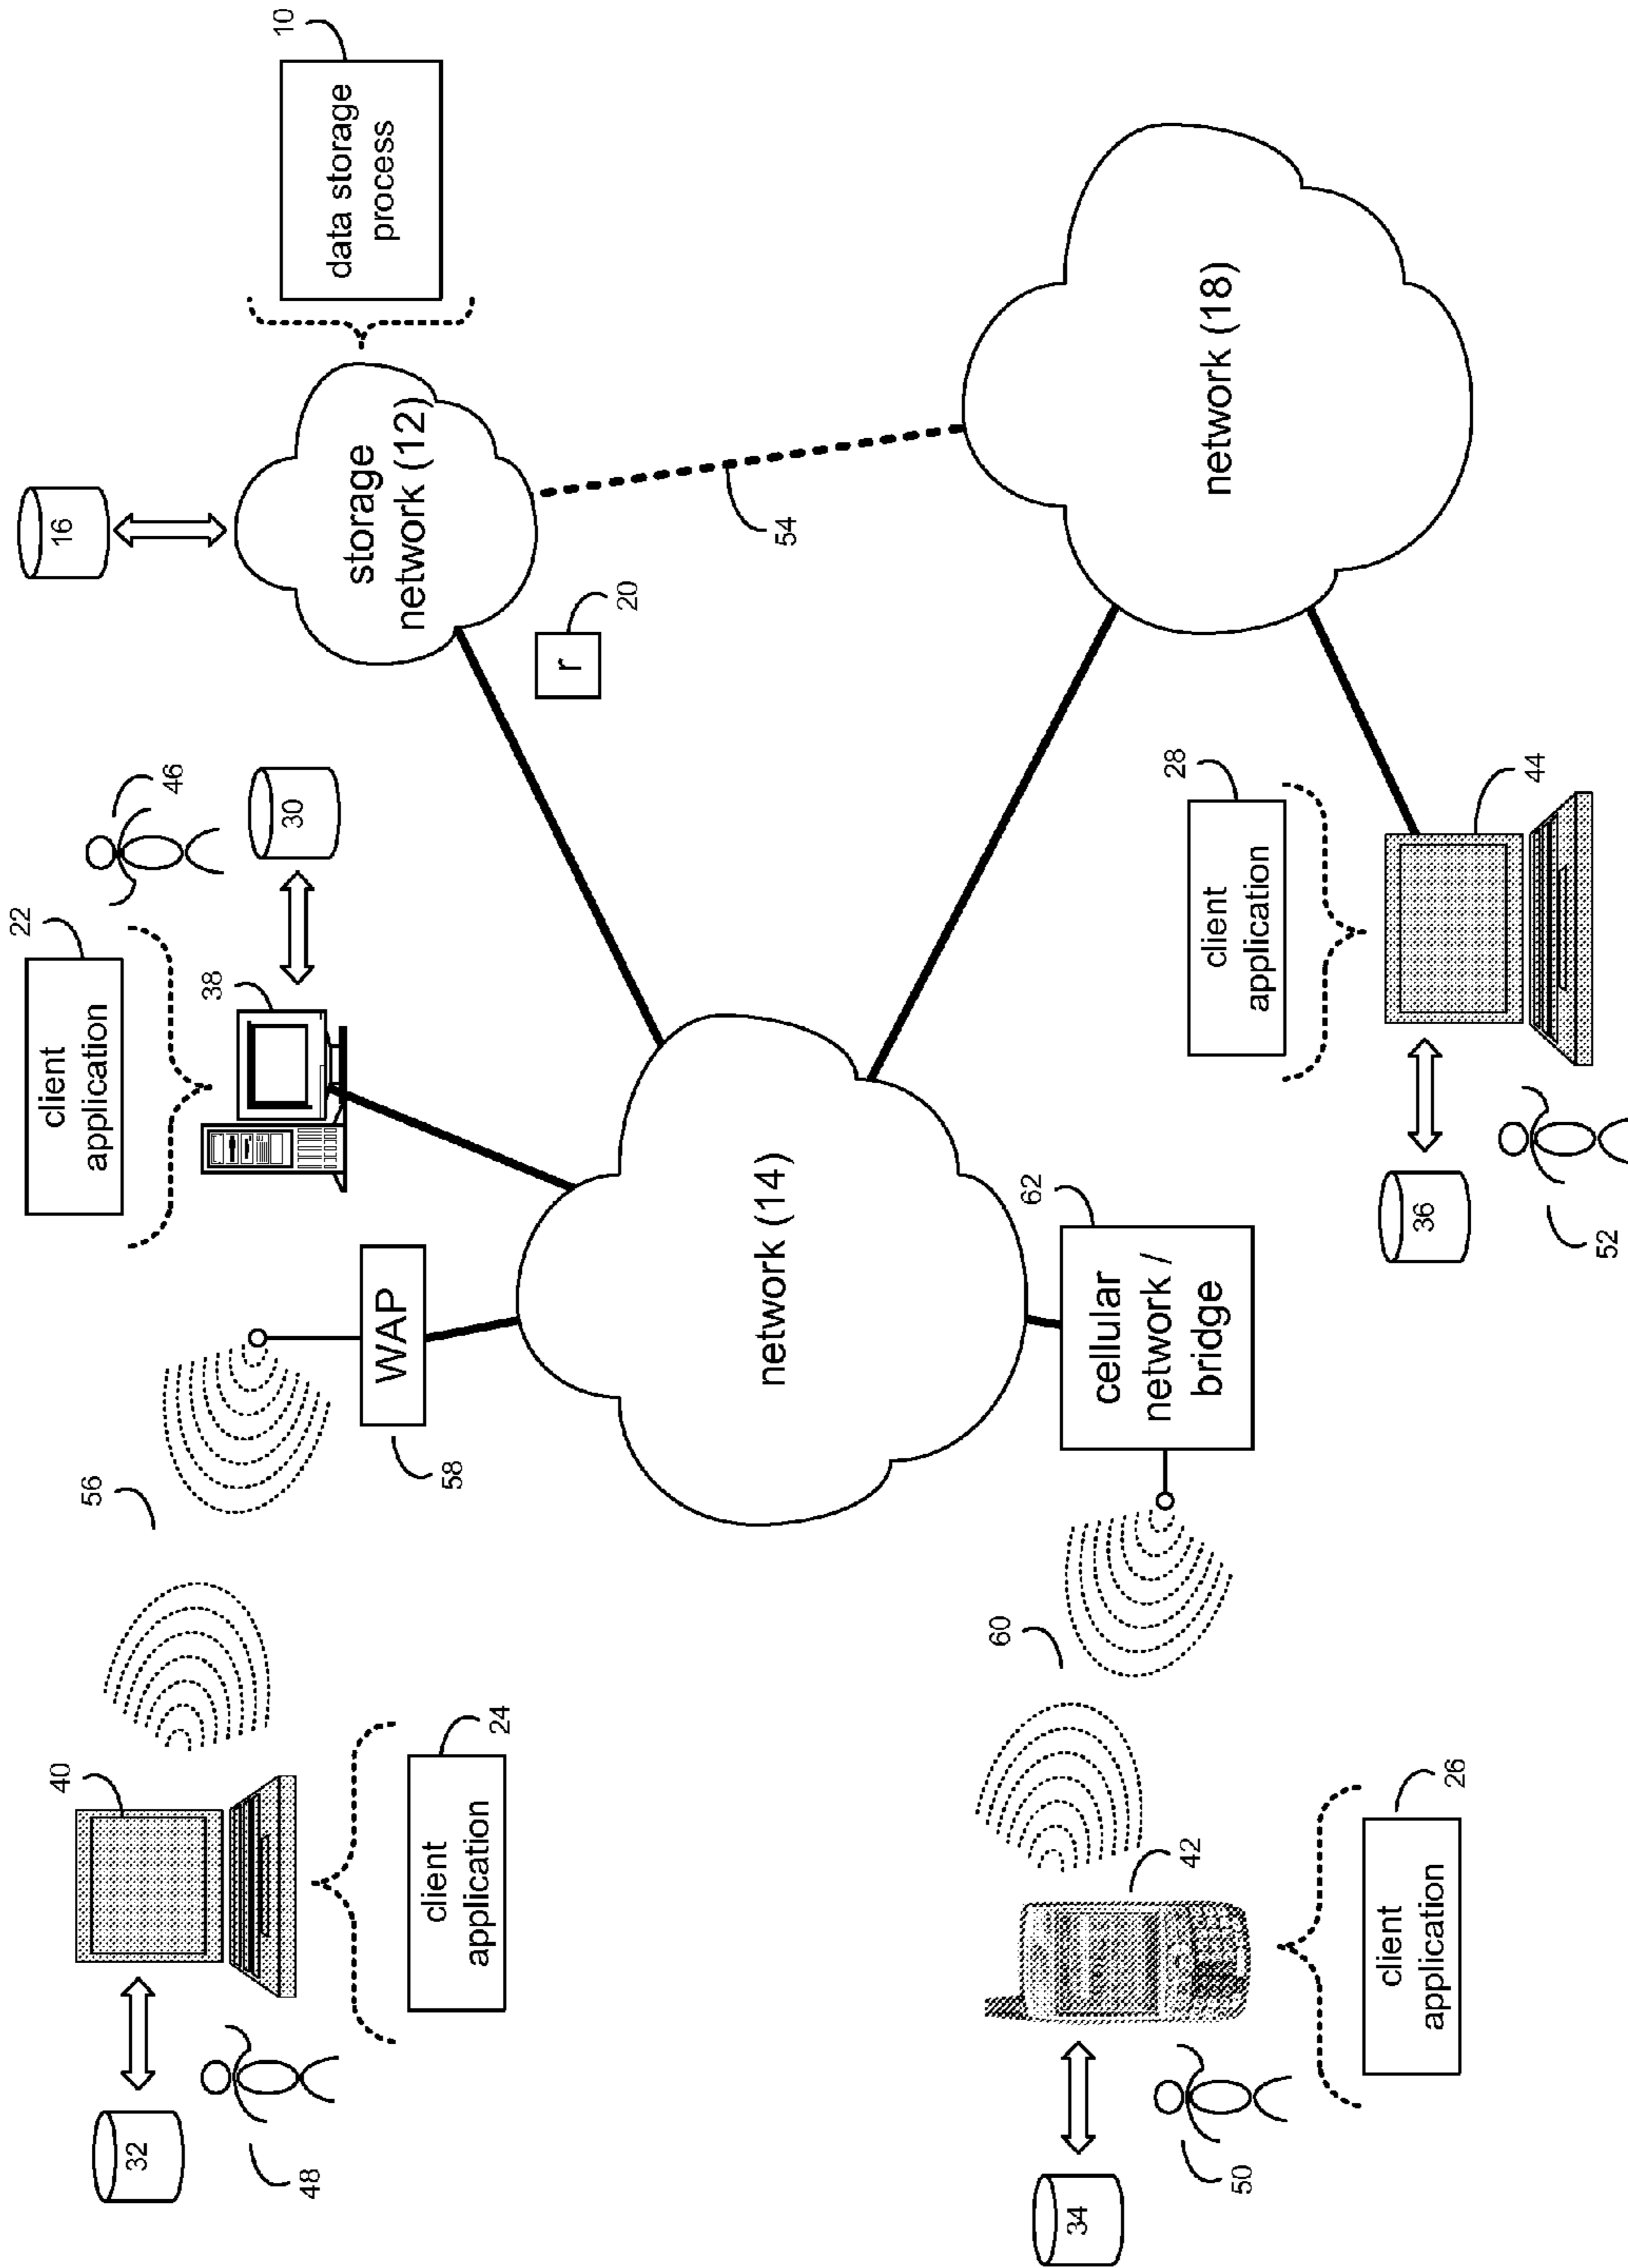 32
48
40
client
application
24
56
58
WAP
client
application
22
38
46
30
16
storage
network (12)
data storage
process
10
r
20
54
network (14)
34
50
42
60
62
cellular
network /
bridge
client
application
26
network (18)
client
application
28
44
36
52